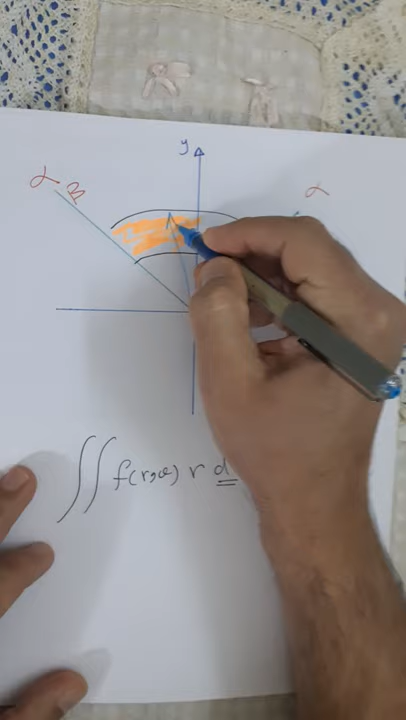 y
α β α
∬ f(r,θ) r d